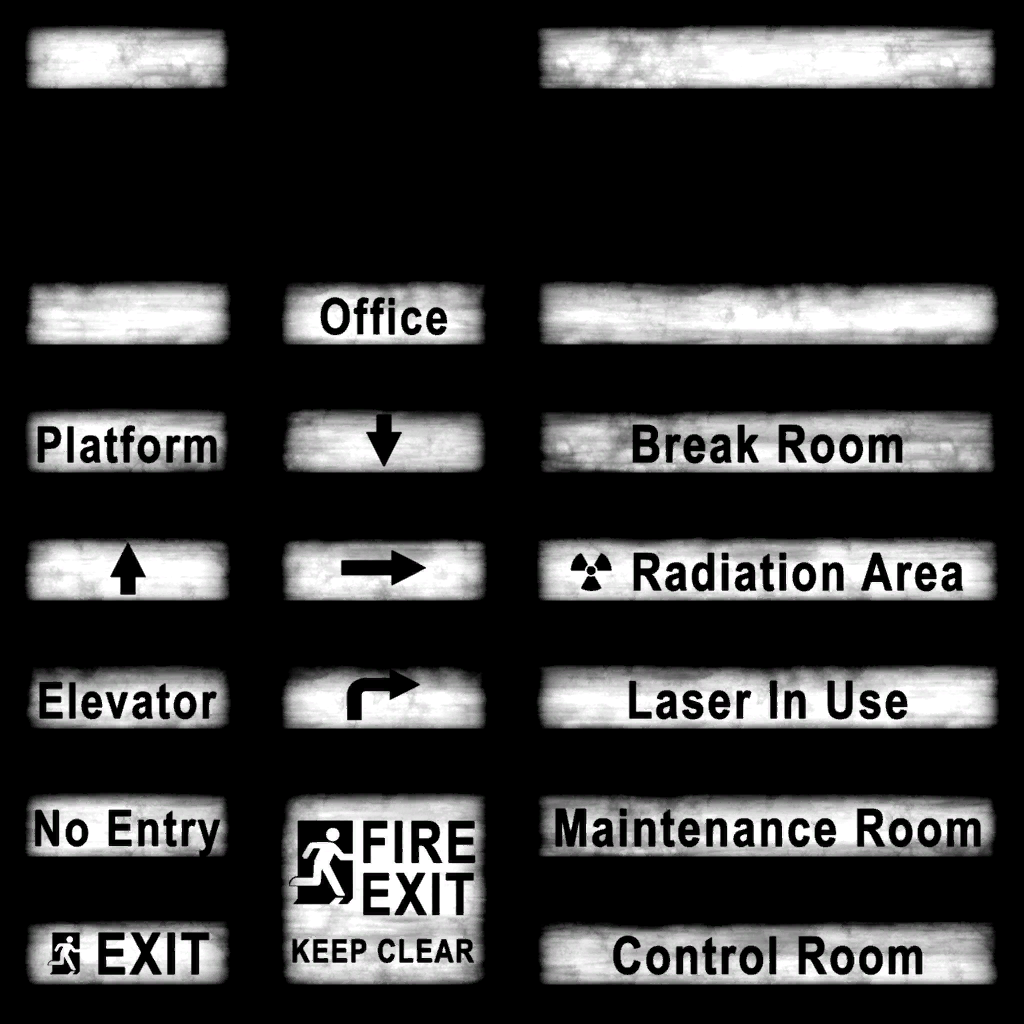 Office
Platform
Break Room
Radiation Area
Elevator
Laser In Use
No Entry
Maintenance Room
FIRE
EXIT
KEEP CLEAR
EXIT
Control Room